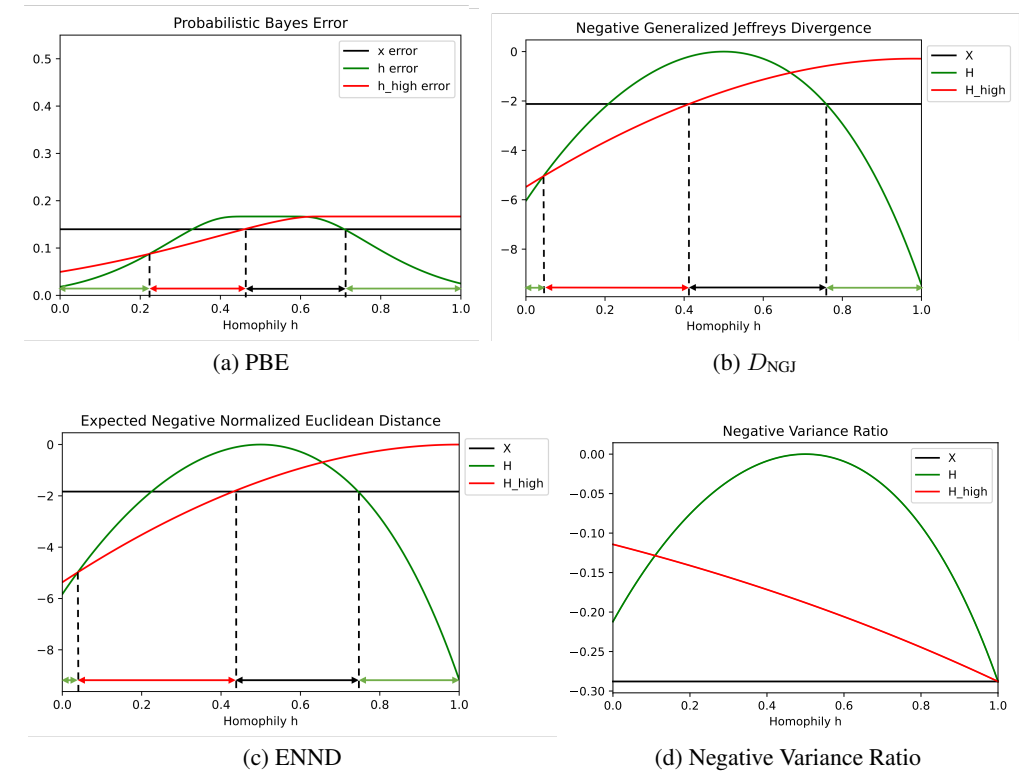 Probabilistic Bayes Error
x error
h error
h_high error
0.5
0.4
0.3
0.2
0.1
0.0
0.0 0.2 0.4 0.6 0.8 1.0
Homophily h
(a) PBE
Negative Generalized Jeffreys Divergence
X
H
H_high
0
−2
−4
−6
−8
0.0 0.2 0.4 0.6 0.8 1.0
Homophily h
(b) D_NGJ
Expected Negative Normalized Euclidean Distance
X
H
H_high
0
−2
−4
−6
−8
0.0 0.2 0.4 0.6 0.8 1.0
Homophily h
(c) ENND
Negative Variance Ratio
X
H
H_high
0.00
−0.05
−0.10
−0.15
−0.20
−0.25
−0.30
0.0 0.2 0.4 0.6 0.8 1.0
Homophily h
(d) Negative Variance Ratio